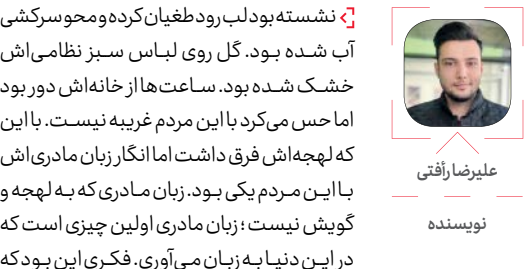 نشسته بود لب رود طغیان کرده و محو سرکشی
آب شده بود. گل روی لباس سبز نظامی‌اش
خشک شده بود. ساعت‌ها از خانه‌اش دور بود
اما حس می‌کرد با این مردم غریبه نیست. با این
که لهجه‌اش فرق داشت اما انگار زبان مادری‌اش
با این مردم یکی بود. زبان مادری که به لهجه و
گویش نیست؛ زبان مادری اولین چیزی است که
در این دنیا به زبان می‌آوری. فکری این بود که
علیرضا رأفتی
نویسنده